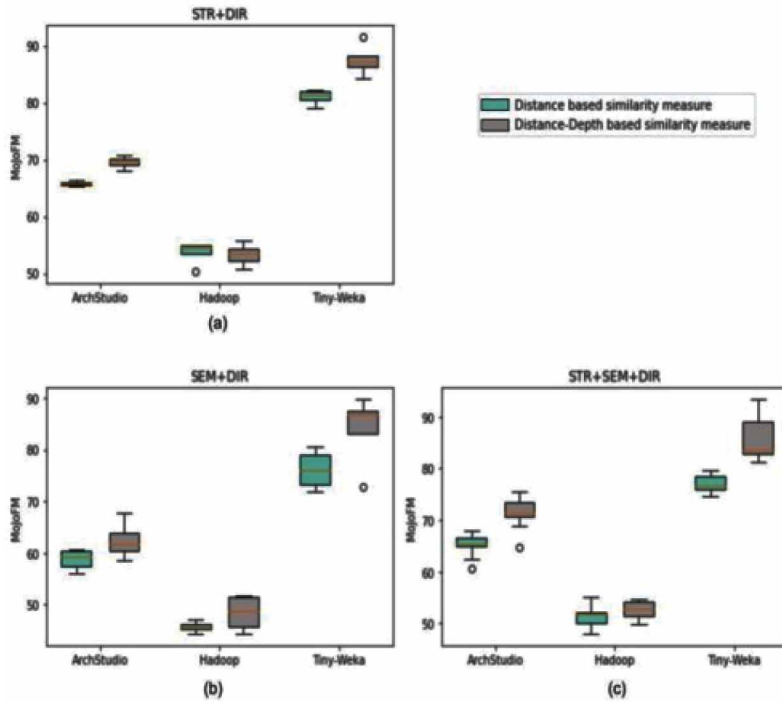 STR+DIR
90
80
70
60
50
MojoFM
ArchStudio Hadoop Tiny-Weka
(a)
Distance based similarity measure
Distance-Depth based similarity measure
SEM+DIR
90
80
70
60
50
MojoFM
ArchStudio Hadoop Tiny-Weka
(b)
STR+SEM+DIR
90
80
70
60
50
MojoFM
ArchStudio Hadoop Tiny-Weka
(c)